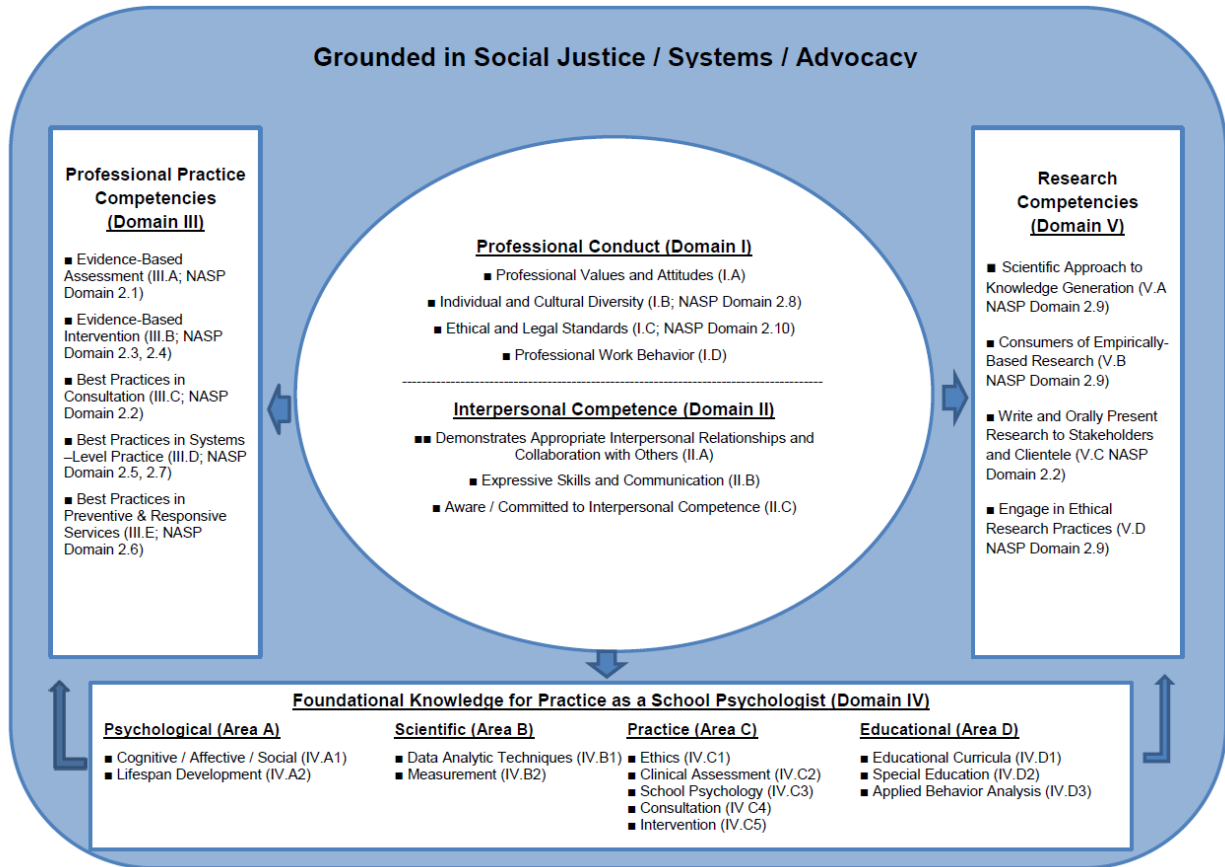 Grounded in Social Justice / Systems / Advocacy
Professional Practice
Competencies
(Domain III)
■ Evidence-Based
Assessment (III.A; NASP
Domain 2.1)
■ Evidence-Based
Intervention (III.B; NASP
Domain 2.3, 2.4)
■ Best Practices in
Consultation (III.C; NASP
Domain 2.2)
■ Best Practices in Systems
–Level Practice (III.D; NASP
Domain 2.5, 2.7)
■ Best Practices in
Preventive & Responsive
Services (III.E; NASP
Domain 2.6)
Professional Conduct (Domain I)
■ Professional Values and Attitudes (I.A)
■ Individual and Cultural Diversity (I.B; NASP Domain 2.8)
■ Ethical and Legal Standards (I.C; NASP Domain 2.10)
■ Professional Work Behavior (I.D)
Interpersonal Competence (Domain II)
■■ Demonstrates Appropriate Interpersonal Relationships and
Collaboration with Others (II.A)
■ Expressive Skills and Communication (II.B)
■ Aware / Committed to Interpersonal Competence (II.C)
Research
Competencies
(Domain V)
■ Scientific Approach to
Knowledge Generation (V.A
NASP Domain 2.9)
■ Consumers of Empirically-
Based Research (V.B
NASP Domain 2.9)
■ Write and Orally Present
Research to Stakeholders
and Clientele (V.C NASP
Domain 2.2)
■ Engage in Ethical
Research Practices (V.D
NASP Domain 2.9)
Foundational Knowledge for Practice as a School Psychologist (Domain IV)
Psychological (Area A)
■ Cognitive / Affective / Social (IV.A1)
■ Lifespan Development (IV.A2)
Scientific (Area B)
■ Data Analytic Techniques (IV.B1)
■ Measurement (IV.B2)
Practice (Area C)
■ Ethics (IV.C1)
■ Clinical Assessment (IV.C2)
■ School Psychology (IV.C3)
■ Consultation (IV C4)
■ Intervention (IV.C5)
Educational (Area D)
■ Educational Curricula (IV.D1)
■ Special Education (IV.D2)
■ Applied Behavior Analysis (IV.D3)